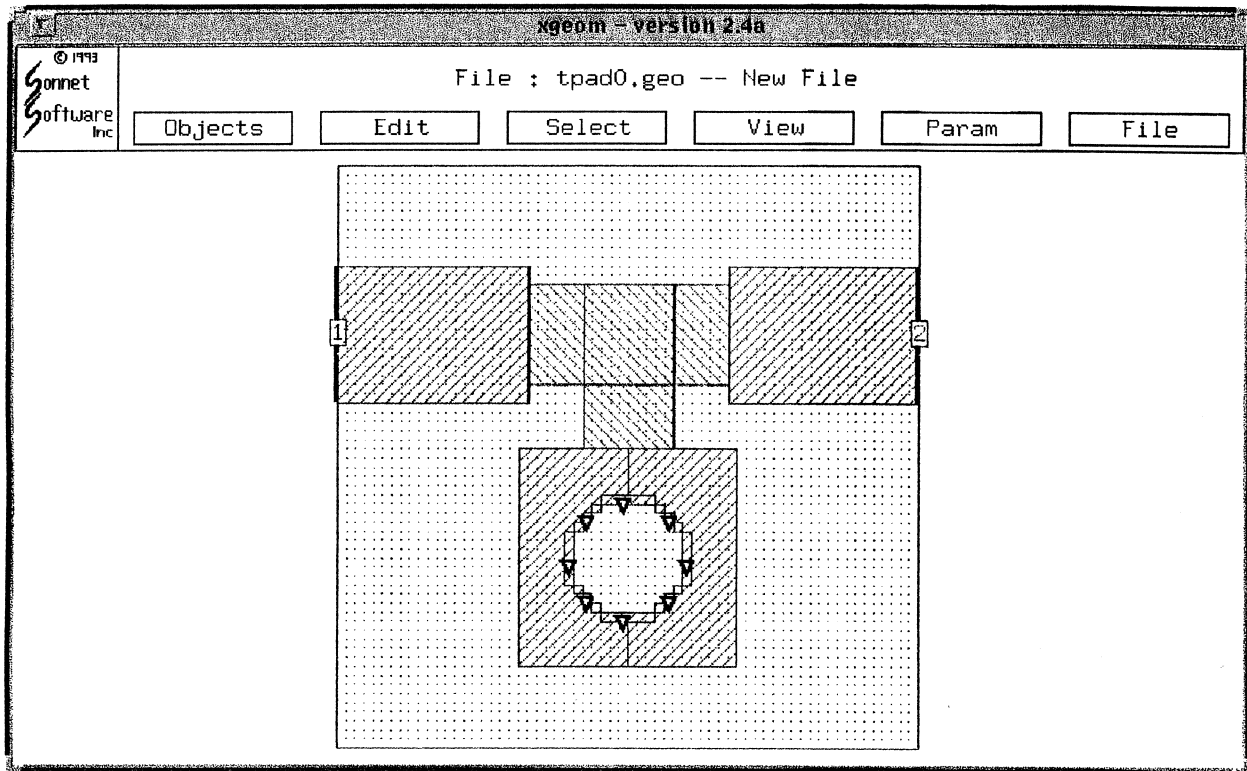 xgeom - version 2.4a
© 1993
Sonnet
Software
Inc
File : tpad0.geo -- New File
Objects Edit Select View Param File
1 2